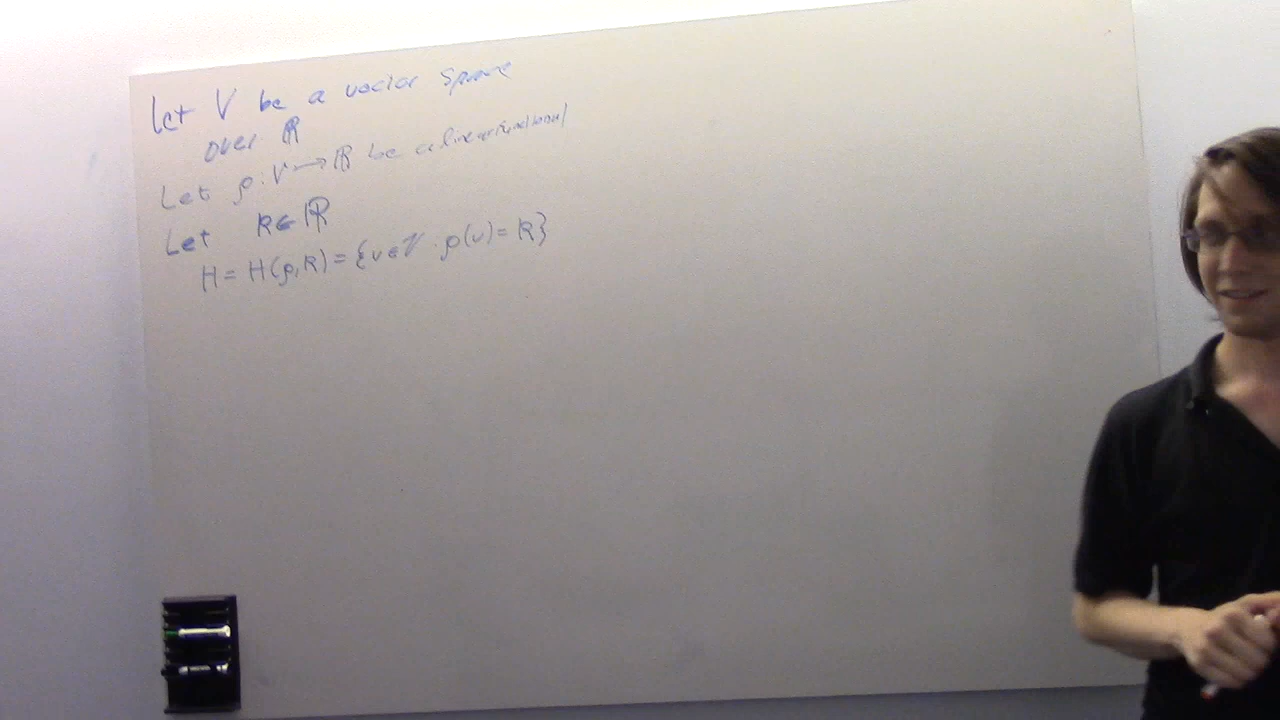 Let V be a vector space
over ℝ
Let ρ: V → ℝ be a linear functional
Let k ∈ ℝ
H = H(ρ, k) = {v ∈ V : ρ(v) = k}